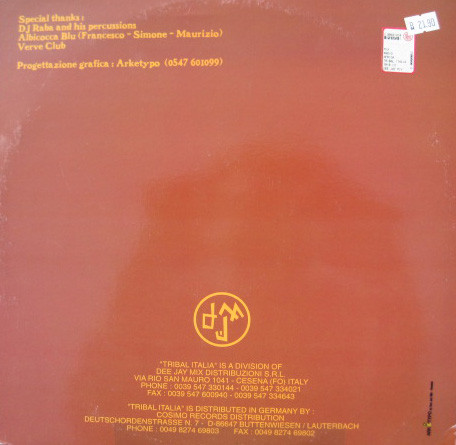 Special thanks :
DJ Raba and his percussions
Albicocca Blu (Francesco - Simone - Maurizio)
Verve Club
Progettazione grafica : Arketypo (0547 601099)
21.90
djm
"TRIBAL ITALIA" IS A DIVISION OF
DEE JAY MIX DISTRIBUZIONI S.R.L.
VIA RIO SAN MAURO 1041 - CESENA (FO) ITALY
PHONE : 0039 547 330144 - 0039 547 334021
FAX : 0039 547 600940 - 0039 547 334643
"TRIBAL ITALIA" IS DISTRIBUTED IN GERMANY BY :
COSIMO RECORDS DISTRIBUTION
DEUTSCHORDENSTRASSE N. 7 - D-86647 BUTTENWIESEN / LAUTERBACH
PHONE : 0049 8274 69803 FAX : 0049 8274 69802